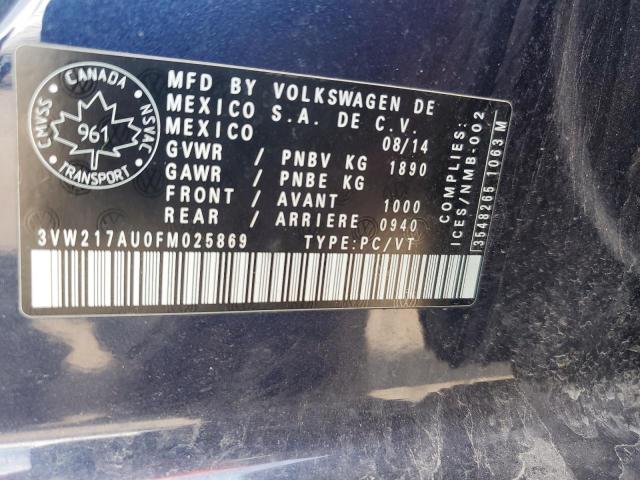 CANADA
CMVSS
NSVAC
961
TRANSPORT
MFD BY VOLKSWAGEN DE
MEXICO S.A. DE C.V.
MEXICO 08/14
GVWR / PNBV KG 1890
GAWR / PNBE KG
FRONT / AVANT 1000
REAR / ARRIERE 0940
3VW217AU0FM025869 TYPE:PC/VT
COMPLIES:
ICES/NMB-002
3548265 1063 M